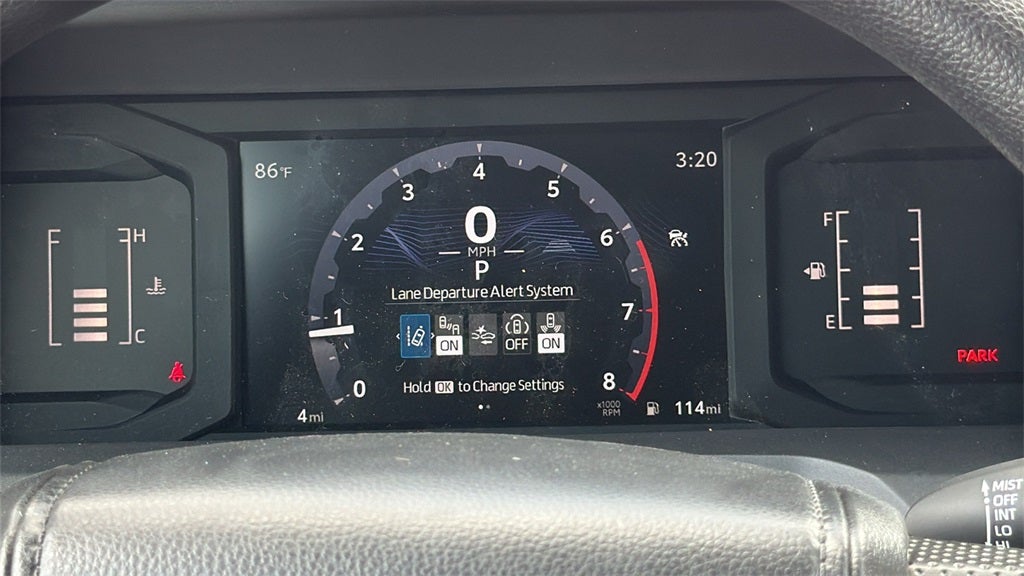 86°F
3:20
4
3
5
0
2
6
MPH
P
H
F
Lane Departure Alert System
1
7
ON
OFF
ON
C
E
PARK
Hold OK to Change Settings
0
8
x1000
RPM
4mi
114mi
MIST
OFF
INT
LO
HI